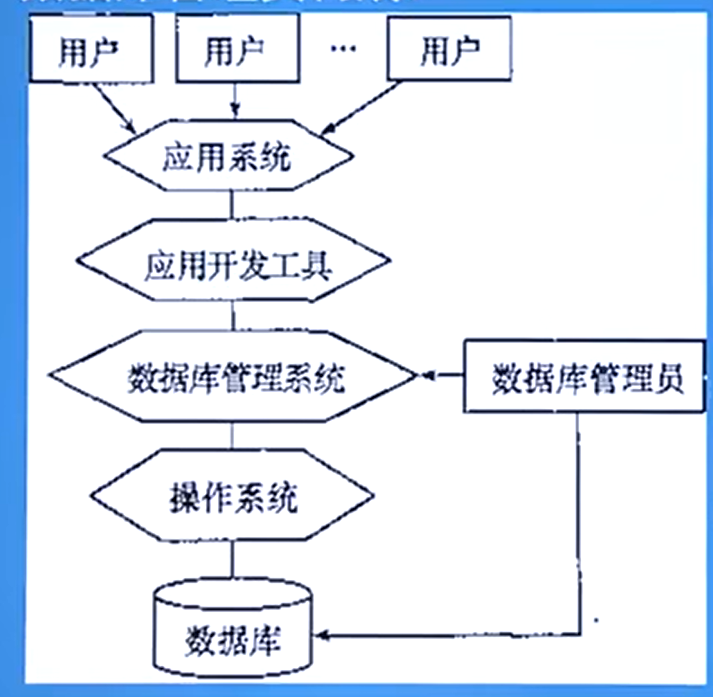 用户
用户
...
用户
应用系统
应用开发工具
数据库管理系统
数据库管理员
操作系统
数据库